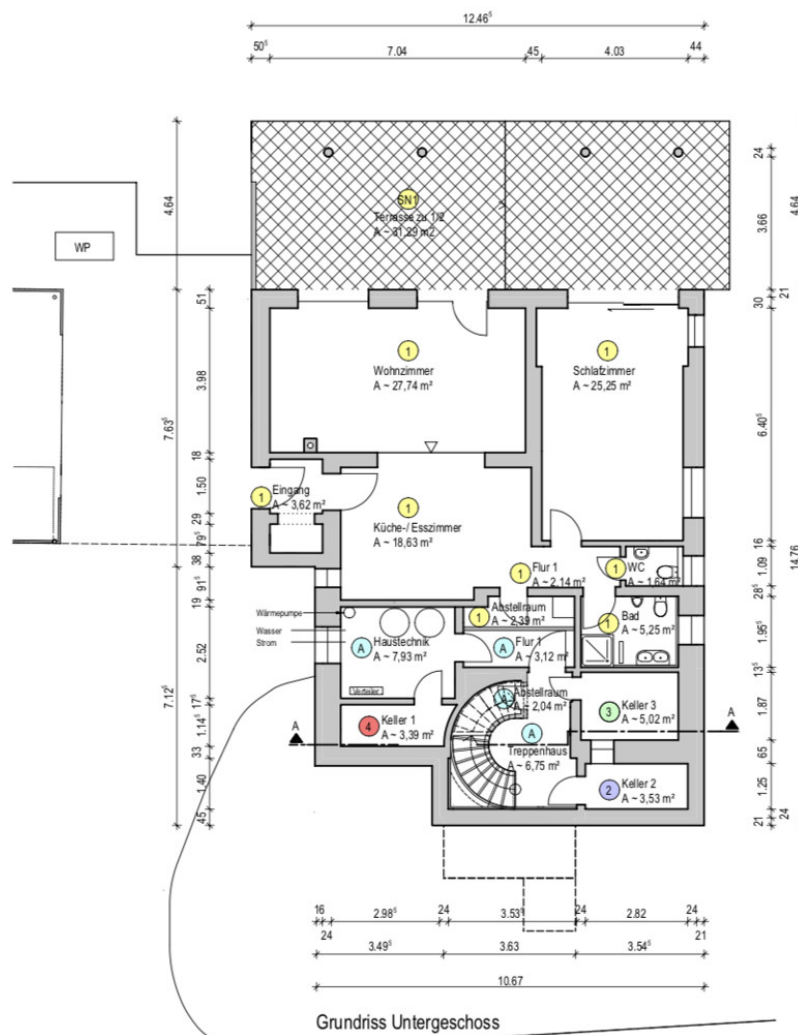 12.46⁵
50⁵ 7.04 45 4.03 44
4.64
24
3.66
4.64
SN1
Terrasse zu 1/2
A ~ 31,29 m2
WP
51
21
30
1
Wohnzimmer
A ~ 27,74 m²
1
Schlafzimmer
A ~ 25,25 m²
3.98
7.63⁵
6.40⁵
18
1.50
1
Eingang
A ~ 3,62 m²
1
Küche-/ Esszimmer
A ~ 18,63 m²
29
79⁵
38
16
14.76
1
Flur 1
A ~ 2,14 m²
1
WC
A ~ 1,64 m²
1.09
91⁵
28⁵
19
Wärmepumpe
Wasser
Strom
1
Abstellraum
A ~ 2,39 m²
1
Bad
A ~ 5,25 m²
1.95⁵
2.52
A
Haustechnik
A ~ 7,93 m²
A
Flur 1
A ~ 3,12 m²
13⁵
7.12
Verteiler
17⁵
A
Abstellraum
A ~ 2,04 m²
1.87
1.14⁵
4
Keller 1
A ~ 3,39 m²
3
Keller 3
A ~ 5,02 m²
A
A
A
Treppenhaus
A ~ 6,75 m²
33
65
1.40
2
Keller 2
A ~ 3,53 m²
1.25
45
24
21
16 2.98⁵ 24 3.53⁵ 24 2.82 24
24 21
3.49⁵ 3.63 3.54⁵
10.67
Grundriss Untergeschoss